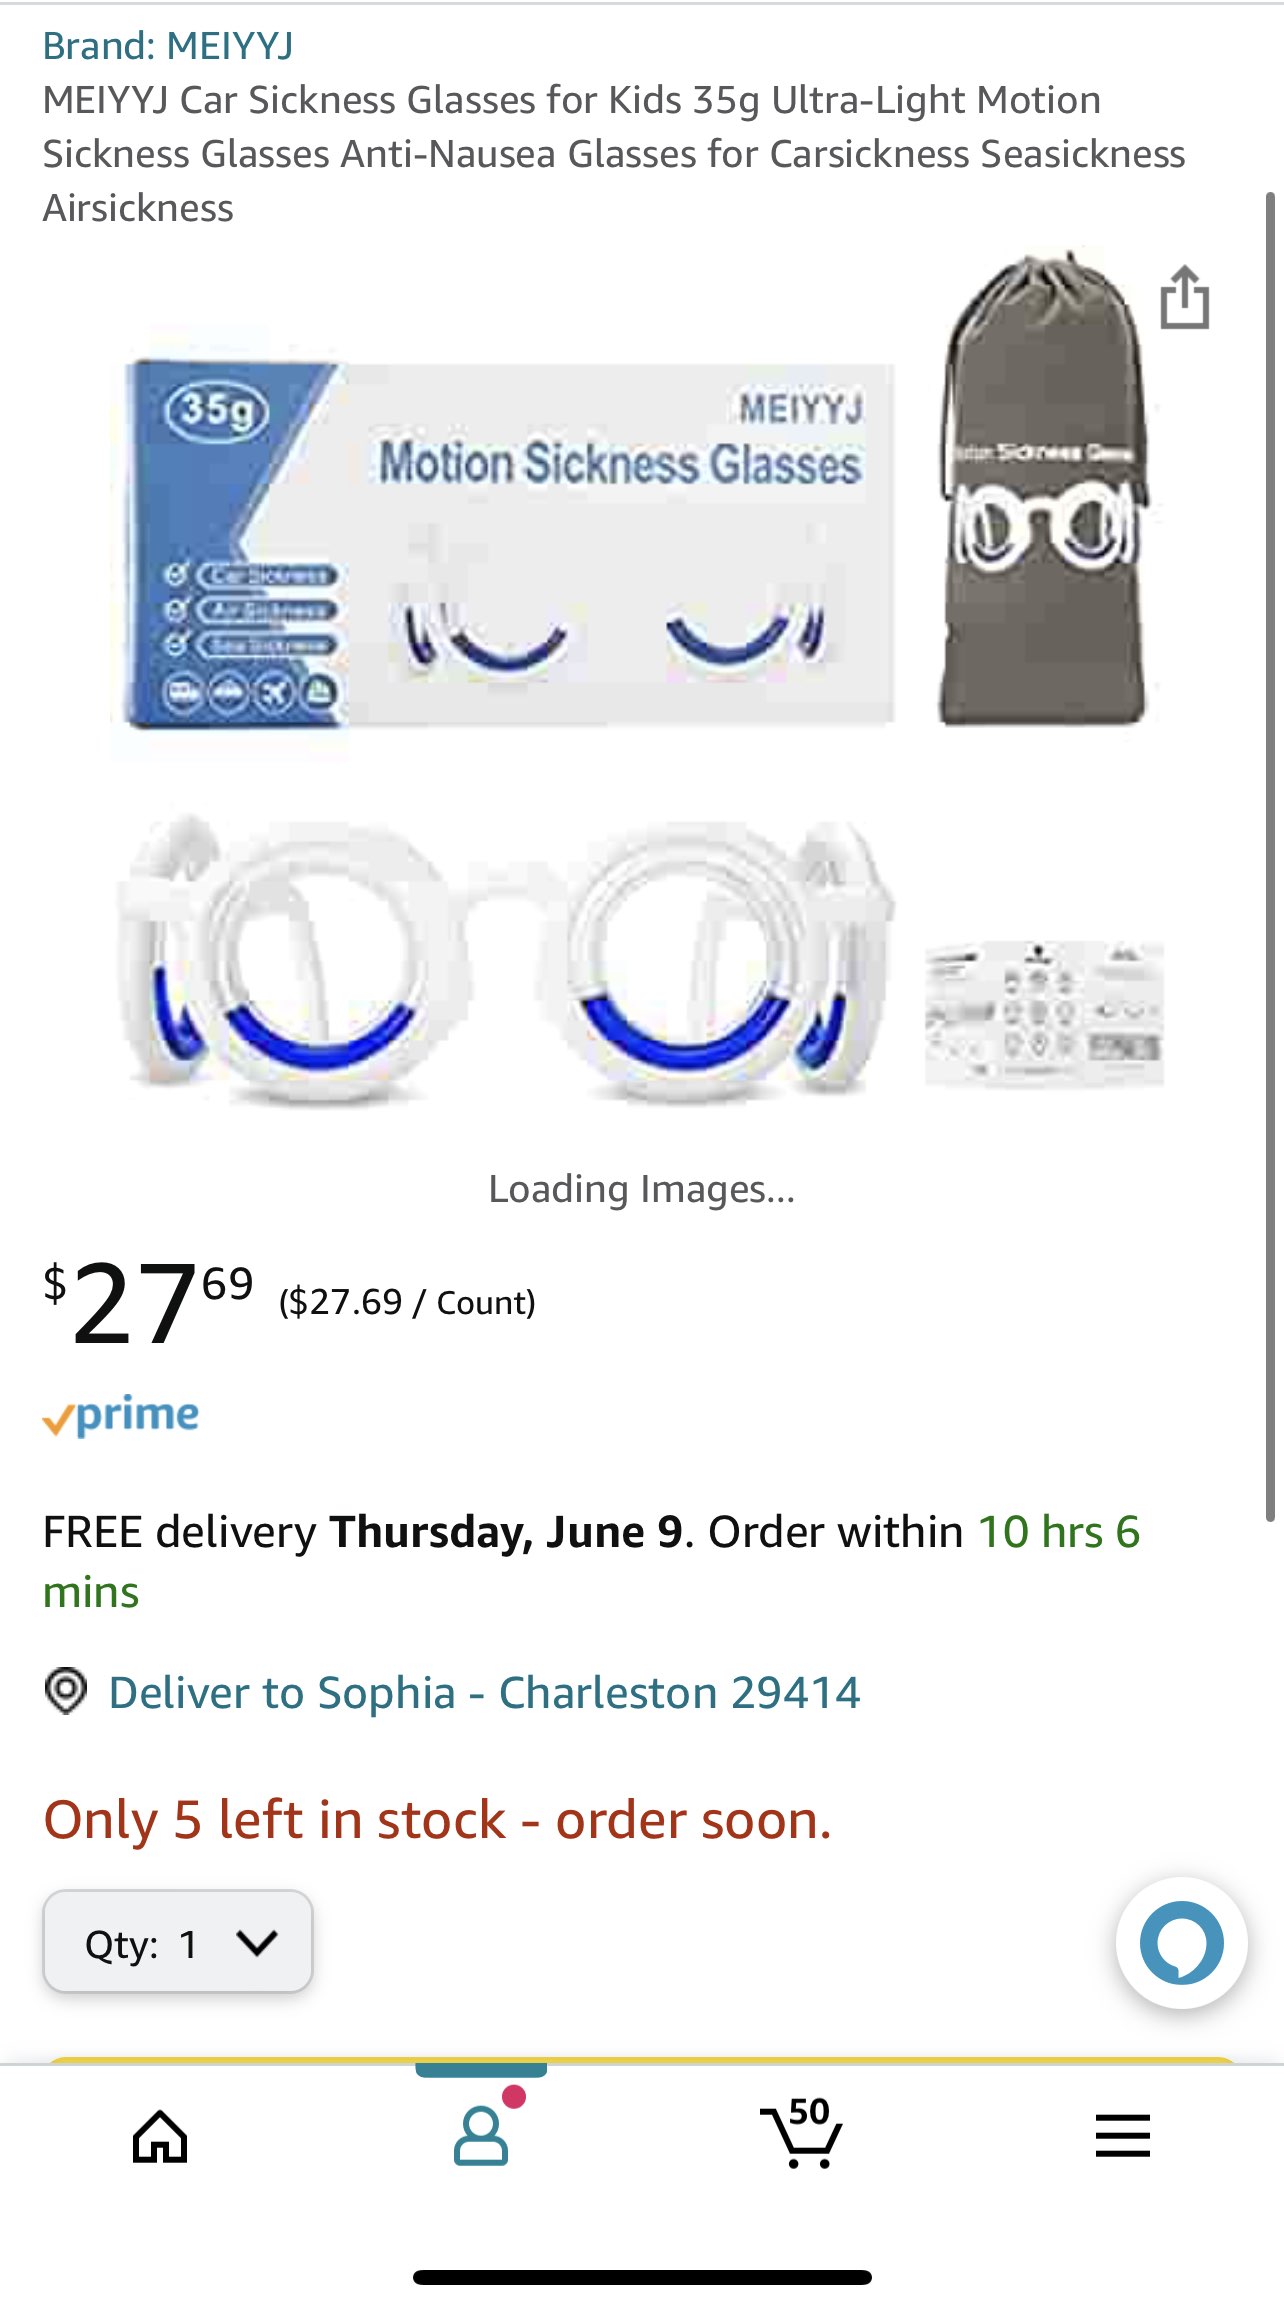 Brand: MEIYYJ
MEIYYJ Car Sickness Glasses for Kids 35g Ultra-Light Motion
Sickness Glasses Anti-Nausea Glasses for Carsickness Seasickness
Airsickness
35g
MEIYYJ
Motion Sickness Glasses
Car Sickness
Air Sickness
Sea Sickness
Motion Sickness
Loading Images...
$27.69 ($27.69 / Count)
prime
FREE delivery Thursday, June 9. Order within 10 hrs 6
mins
Deliver to Sophia - Charleston 29414
Only 5 left in stock - order soon.
Qty: 1
50